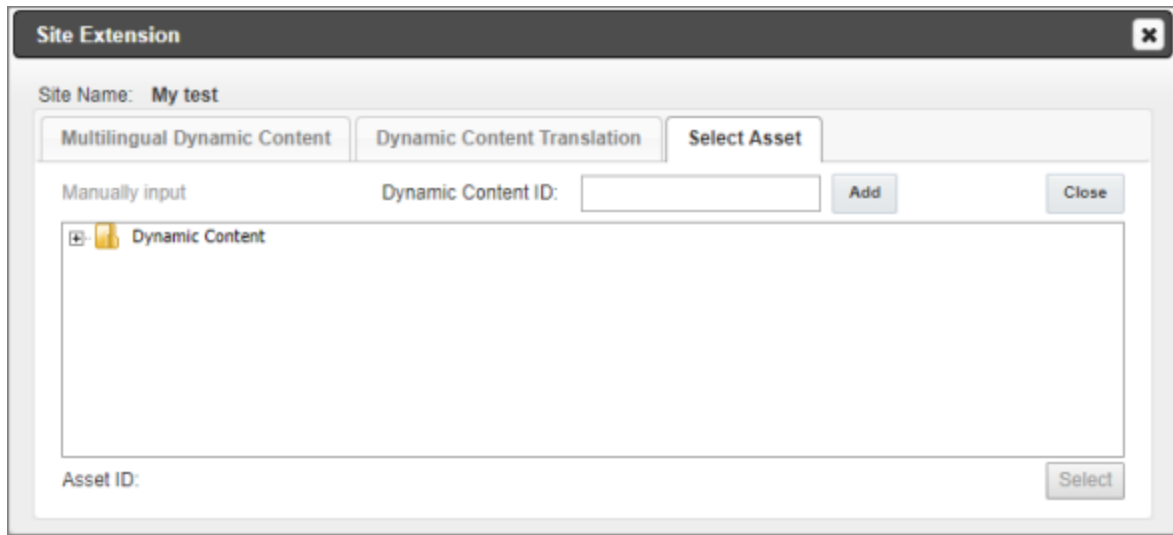 Site Extension
Site Name: My test
Multilingual Dynamic Content Dynamic Content Translation Select Asset
Manually input Dynamic Content ID: Add Close
Dynamic Content
Asset ID: Select